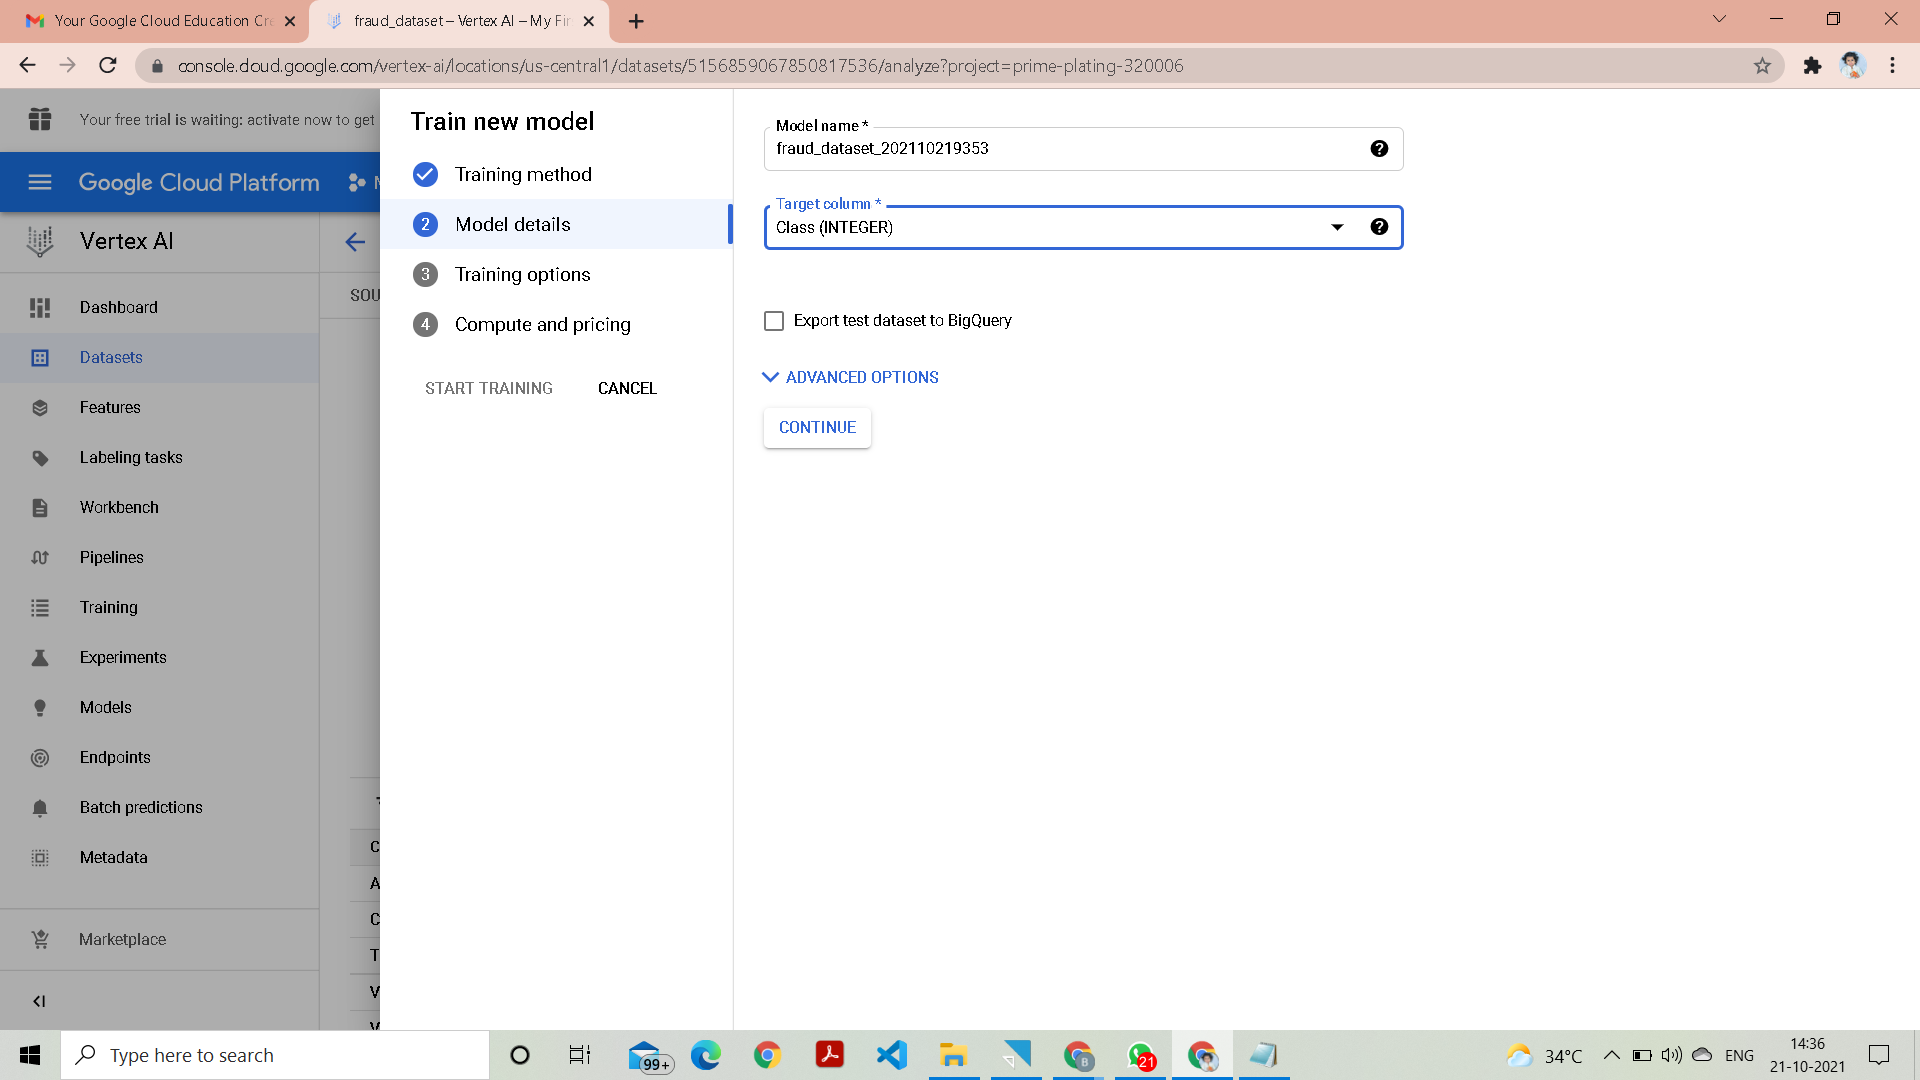 Your Google Cloud Education Cre
fraud_dataset – Vertex AI – My Fir
console.cloud.google.com/vertex-ai/locations/us-central1/datasets/5156859067850817536/analyze?project=prime-plating-320006
Your free trial is waiting: activate now to get
Google Cloud Platform
Vertex AI
SOU
Dashboard
Datasets
Features
Labeling tasks
Workbench
Pipelines
Training
Experiments
Models
Endpoints
Batch predictions
Metadata
Marketplace
C
A
C
T
V
V
Train new model
Training method
2 Model details
3 Training options
4 Compute and pricing
START TRAINING
CANCEL
Model name *
fraud_dataset_202110219353
Target column *
Class (INTEGER)
Export test dataset to BigQuery
ADVANCED OPTIONS
CONTINUE
Type here to search
99+
B
21
34°C
ENG
14:36
21-10-2021